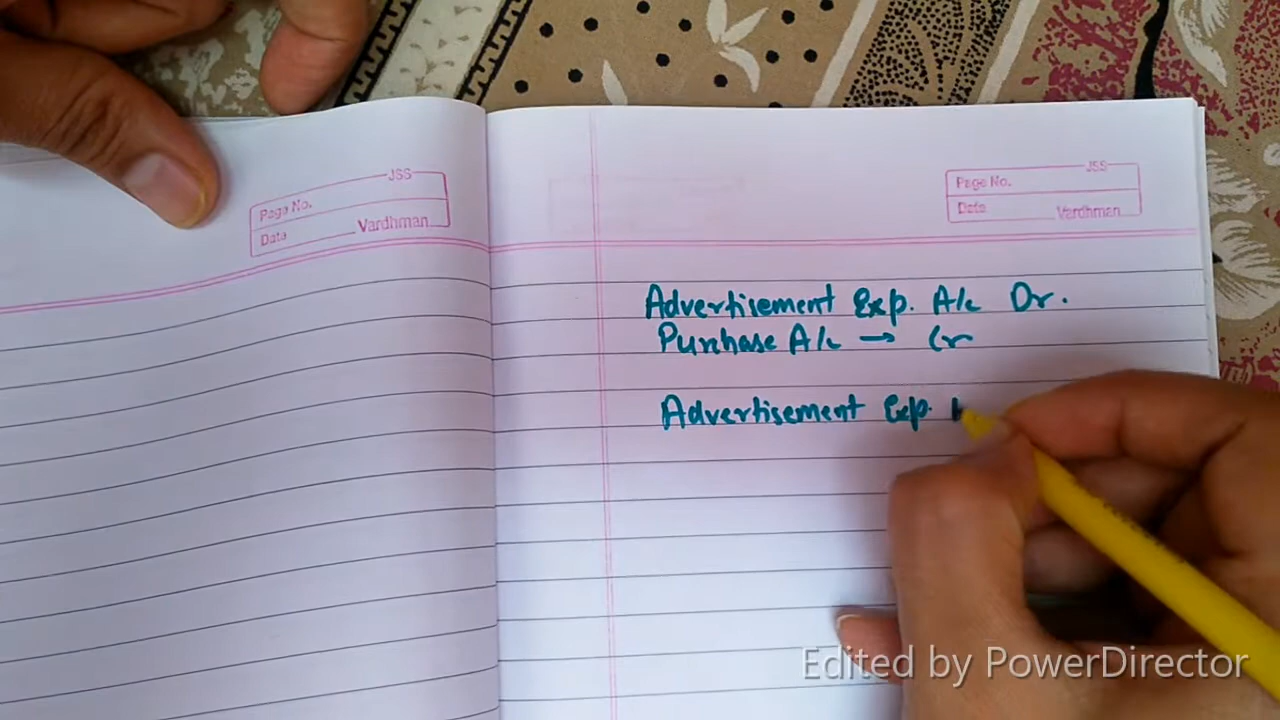 JSS
Page No.
Date Vardhman
JSS
Page No.
Date Vardhman
Advertisement Exp. A/c Dr.
Purchase A/c → Cr
Advertisement Exp.
Edited by PowerDirector